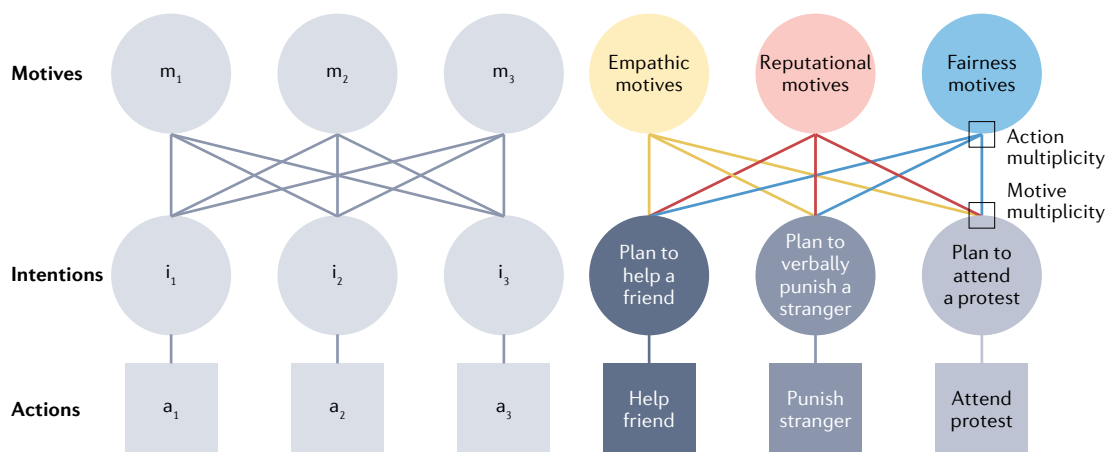 Motives
m₁
m₂
m₃
Empathic
motives
Reputational
motives
Fairness
motives
Action
multiplicity
Motive
multiplicity
Intentions
i₁
i₂
i₃
Plan to
help a
friend
Plan to
verbally
punish a
stranger
Plan to
attend
a protest
Actions
a₁
a₂
a₃
Help
friend
Punish
stranger
Attend
protest